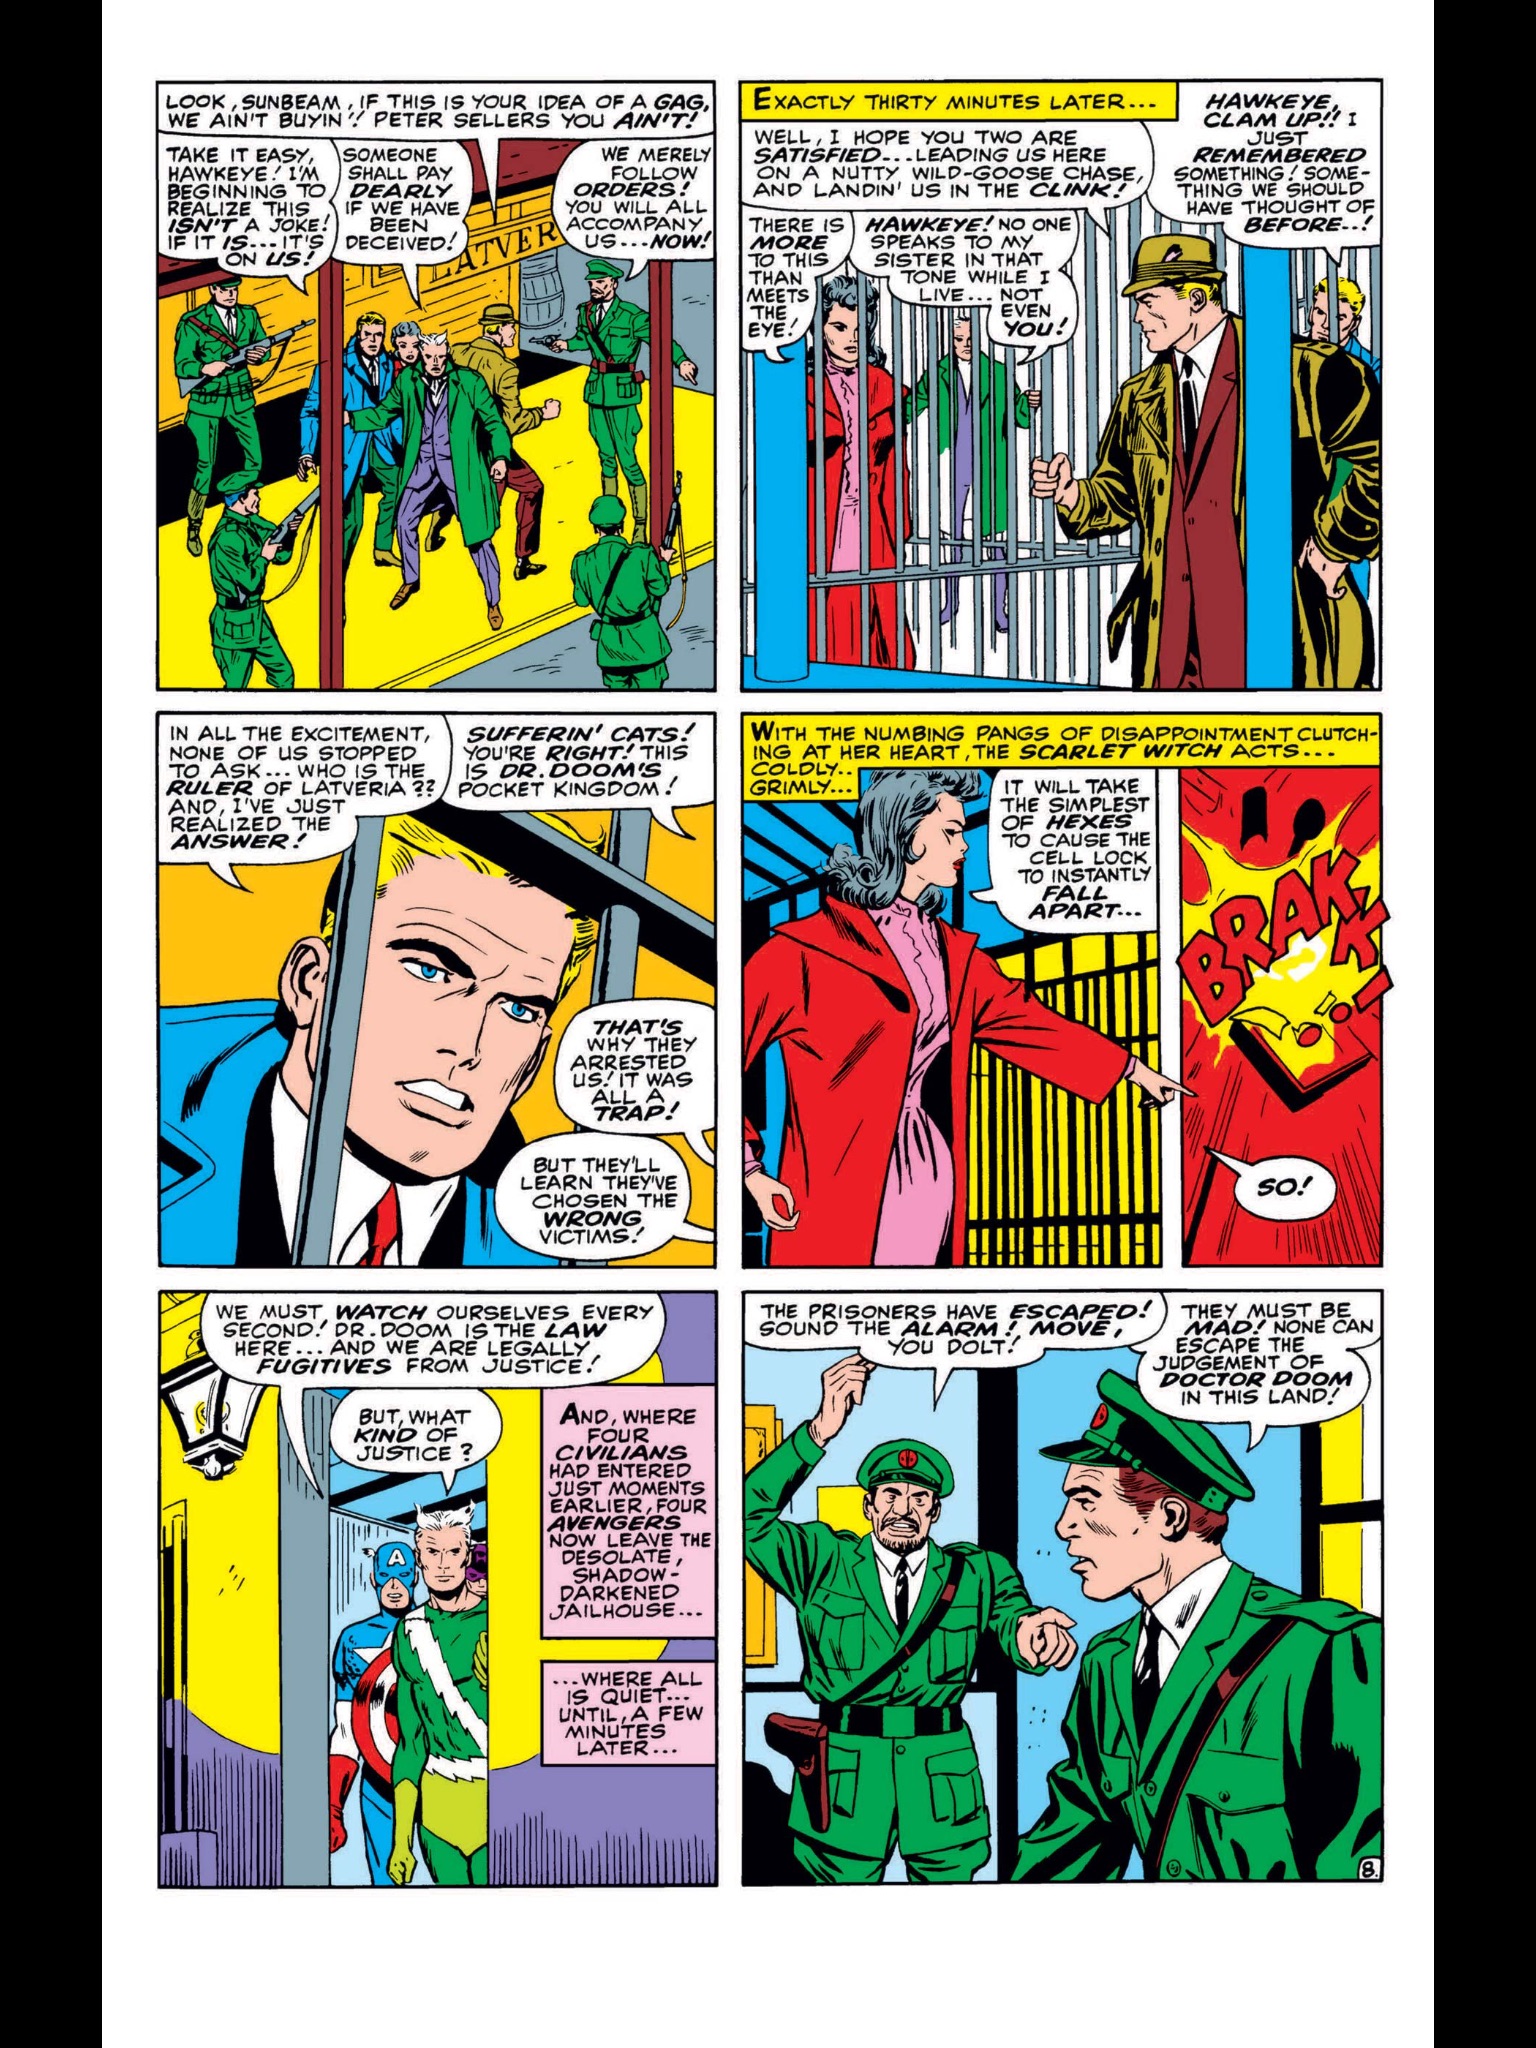 LOOK, SUNBEAM, IF THIS IS YOUR IDEA OF A GAG,
WE AIN'T BUYIN'! PETER SELLERS YOU AIN'T!
TAKE IT EASY,
HAWKEYE! I'M
BEGINNING TO
REALIZE THIS
ISN'T A JOKE!
IF IT IS... IT'S
ON US!
SOMEONE
SHALL PAY
DEARLY
IF WE HAVE
BEEN
DECEIVED!
WE MERELY
FOLLOW
ORDERS!
YOU WILL ALL
ACCOMPANY
US... NOW!
LATVER
EXACTLY THIRTY MINUTES LATER...
WELL, I HOPE YOU TWO ARE
SATISFIED... LEADING US HERE
ON A NUTTY WILD-GOOSE CHASE,
AND LANDIN' US IN THE CLINK!
HAWKEYE,
CLAM UP!! I
JUST
REMEMBERED
SOMETHING! SOME-
THING WE SHOULD
HAVE THOUGHT OF
BEFORE..!
THERE IS
MORE
TO THIS
THAN
MEETS
THE
EYE!
HAWKEYE! NO ONE
SPEAKS TO MY
SISTER IN THAT
TONE WHILE I
LIVE... NOT
EVEN
YOU!
IN ALL THE EXCITEMENT,
NONE OF US STOPPED
TO ASK... WHO IS THE
RULER OF LATVERIA??
AND, I'VE JUST
REALIZED THE
ANSWER!
SUFFERIN' CATS!
YOU'RE RIGHT! THIS
IS DR. DOOM'S
POCKET KINGDOM!
THAT'S
WHY THEY
ARRESTED
US! IT WAS
ALL A
TRAP!
BUT THEY'LL
LEARN THEY'VE
CHOSEN THE
WRONG
VICTIMS!
WITH THE NUMBING PANGS OF DISAPPOINTMENT CLUTCH-
ING AT HER HEART, THE SCARLET WITCH ACTS...
COLDLY..
GRIMLY...
IT WILL TAKE
THE SIMPLEST
OF HEXES
TO CAUSE THE
CELL LOCK
TO INSTANTLY
FALL
APART...
BRAK-K!
SO!
WE MUST WATCH OURSELVES EVERY
SECOND! DR. DOOM IS THE LAW
HERE... AND WE ARE LEGALLY
FUGITIVES FROM JUSTICE!
BUT, WHAT
KIND OF
JUSTICE?
A
AND, WHERE
FOUR
CIVILIANS
HAD ENTERED
JUST MOMENTS
EARLIER, FOUR
AVENGERS
NOW LEAVE THE
DESOLATE,
SHADOW-
DARKENED
JAILHOUSE...
...WHERE ALL
IS QUIET...
UNTIL, A FEW
MINUTES
LATER...
THE PRISONERS HAVE ESCAPED!
SOUND THE ALARM! MOVE,
YOU DOLT!
THEY MUST BE
MAD! NONE CAN
ESCAPE THE
JUDGEMENT OF
DOCTOR DOOM
IN THIS LAND!
8.